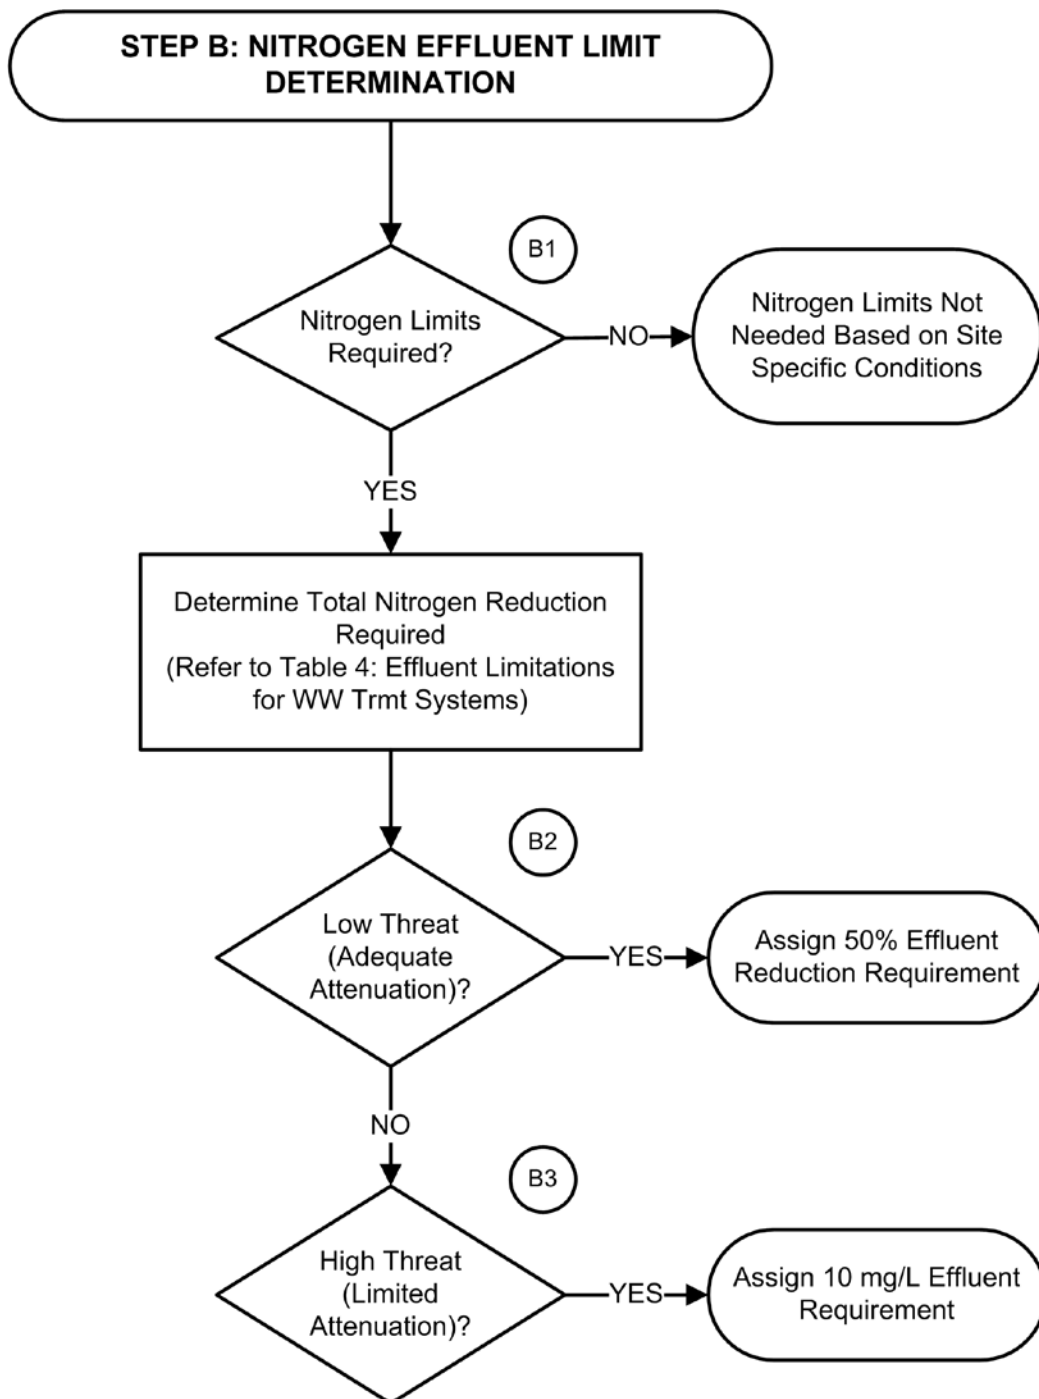 STEP B: NITROGEN EFFLUENT LIMIT
DETERMINATION
B1
Nitrogen Limits
Required?
NO
Nitrogen Limits Not
Needed Based on Site
Specific Conditions
YES
Determine Total Nitrogen Reduction
Required
(Refer to Table 4: Effluent Limitations
for WW Trmt Systems)
B2
Low Threat
(Adequate
Attenuation)?
YES
Assign 50% Effluent
Reduction Requirement
NO
B3
High Threat
(Limited
Attenuation)?
YES
Assign 10 mg/L Effluent
Requirement